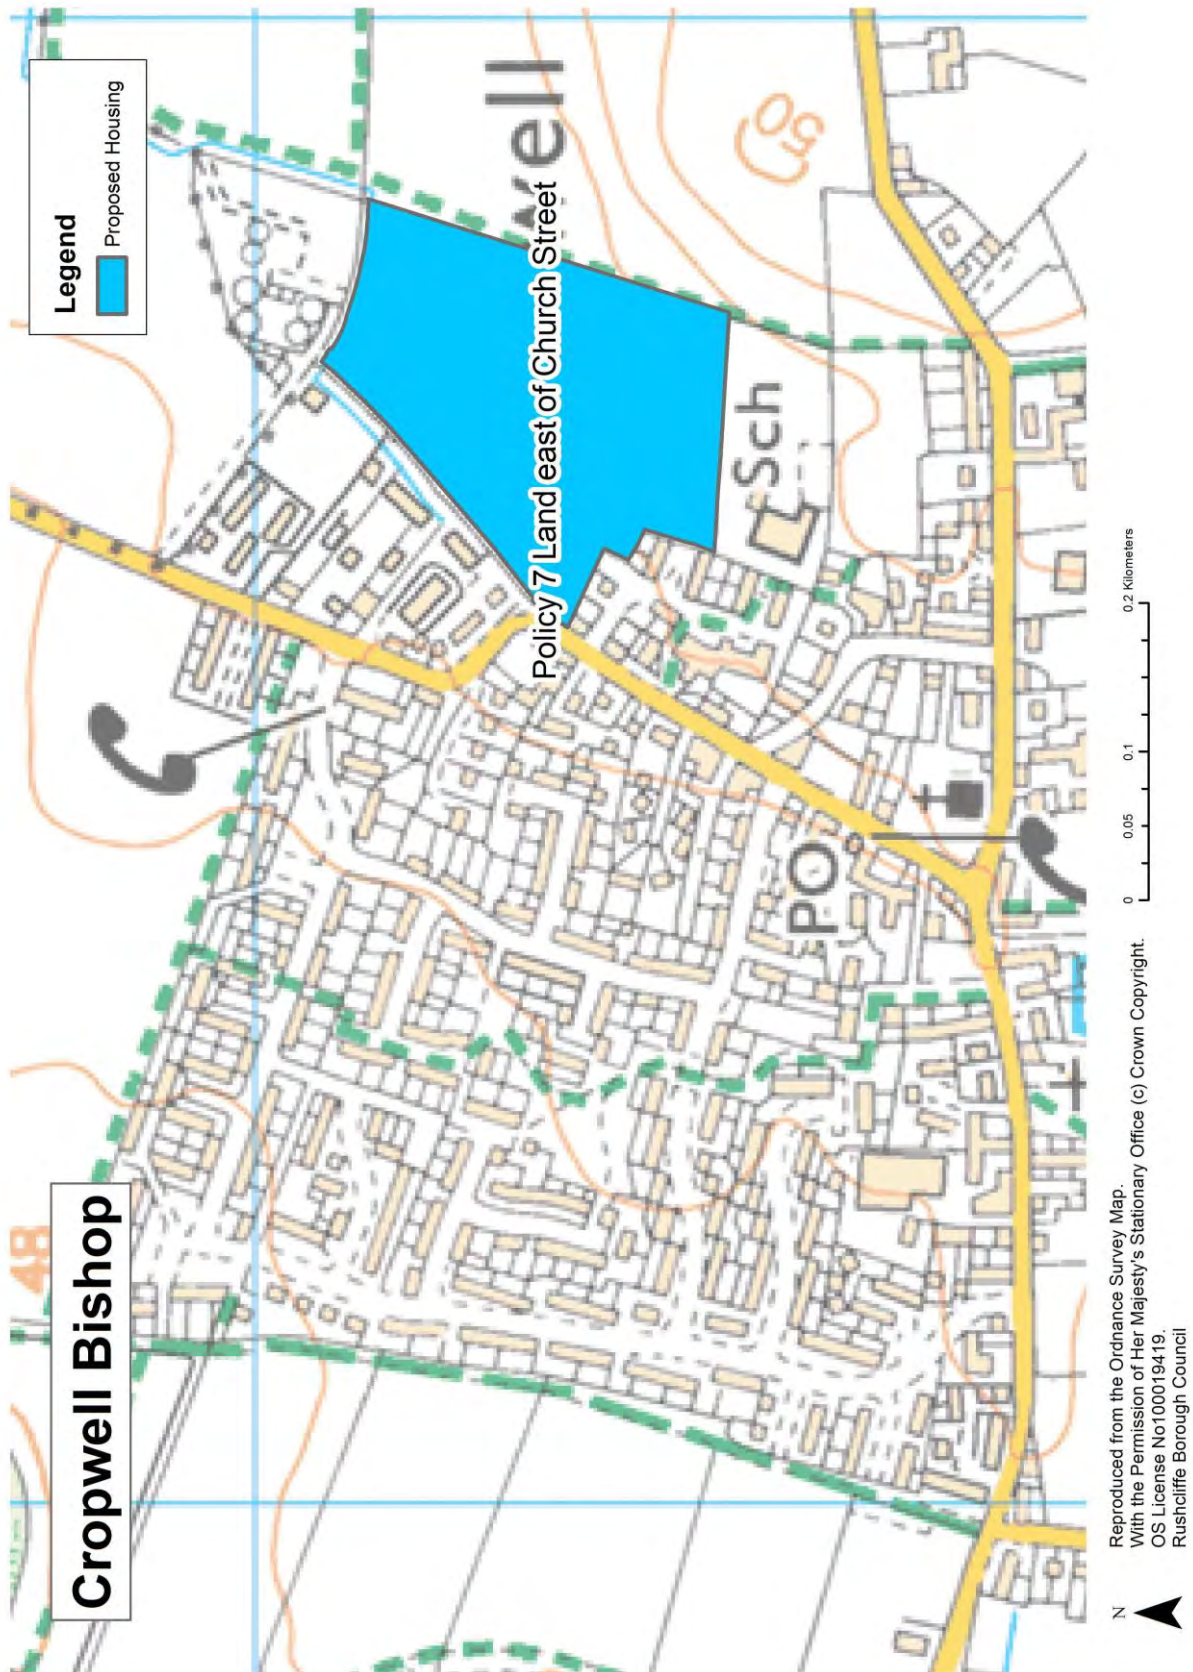 Cropwell Bishop
Legend
Proposed Housing
48
50
ell
Policy 7 Land east of Church Street
Sch
PO
N
Reproduced from the Ordnance Survey Map.
With the Permission of Her Majesty's Stationary Office (c) Crown Copyright.
OS License No100019419.
Rushcliffe Borough Council
0 0.05 0.1 0.2 Kilometers